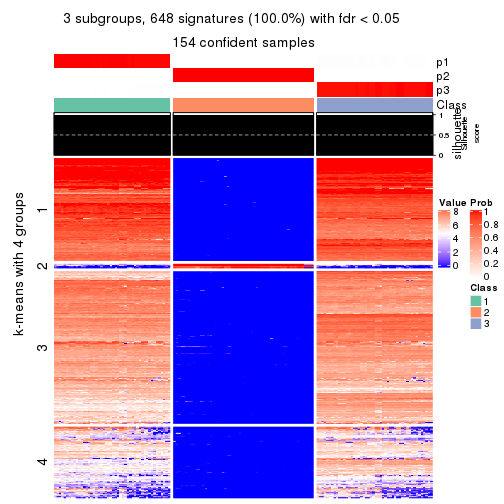 3 subgroups, 648 signatures (100.0%) with fdr < 0.05
154 confident samples
p1
p2
p3
Class
1
0.5
0
silhouette
Silhouette
score
k-means with 4 groups
1
2
3
4
Value
8
6
4
2
0
Prob
1
0.8
0.6
0.4
0.2
0
Class
1
2
3